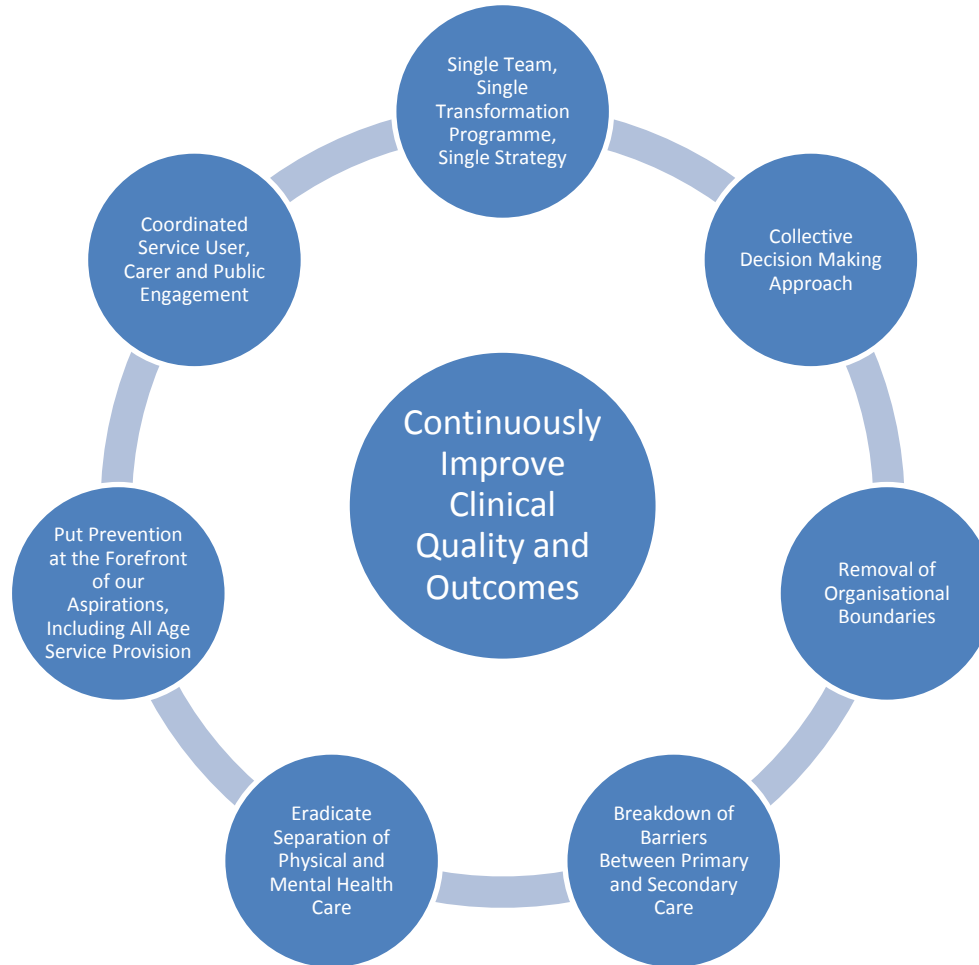 Single Team,
Single
Transformation
Programme,
Single Strategy
Collective
Decision Making
Approach
Removal of
Organisational
Boundaries
Breakdown of
Barriers
Between Primary
and Secondary
Care
Eradicate
Separation of
Physical and
Mental Health
Care
Put Prevention
at the Forefront
of our
Aspirations,
Including All Age
Service Provision
Coordinated
Service User,
Carer and Public
Engagement
Continuously
Improve
Clinical
Quality and
Outcomes